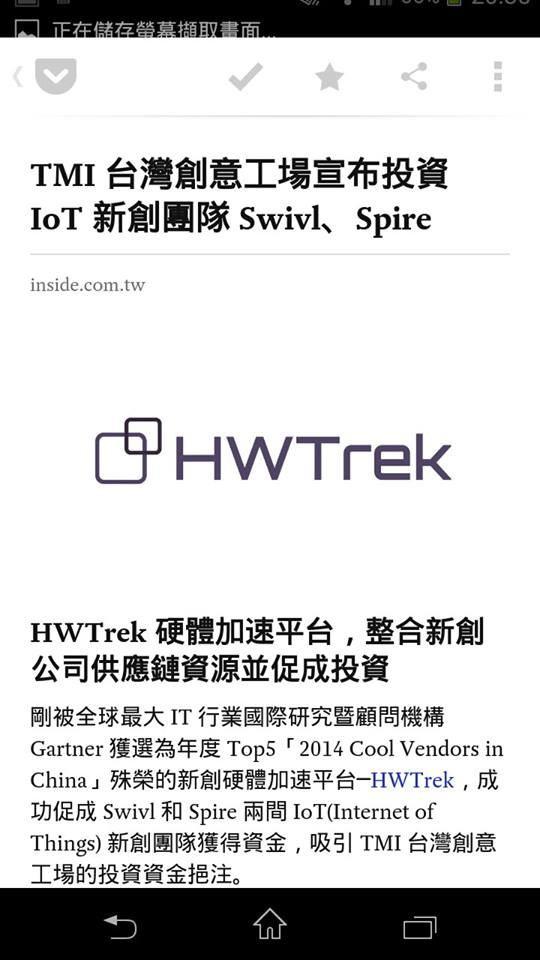 正在儲存螢幕擷取畫面...
TMI 台灣創意工場宣布投資
IoT 新創團隊 Swivl、Spire
inside.com.tw
HWTrek
HWTrek 硬體加速平台，整合新創
公司供應鏈資源並促成投資
剛被全球最大 IT 行業國際研究暨顧問機構
Gartner 獲選為年度 Top5「2014 Cool Vendors in
China」殊榮的新創硬體加速平台─HWTrek，成
功促成 Swivl 和 Spire 兩間 IoT(Internet of
Things) 新創團隊獲得資金，吸引 TMI 台灣創意
工場的投資資金挹注。